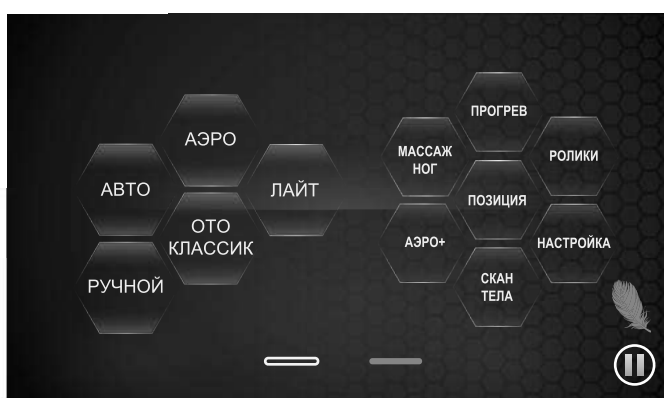 АЭРО
АВТО
ЛАЙТ
ОТО
КЛАССИК
РУЧНОЙ
ПРОГРЕВ
МАССАЖ
НОГ
РОЛИКИ
ПОЗИЦИЯ
АЭРО+
НАСТРОЙКА
СКАН
ТЕЛА